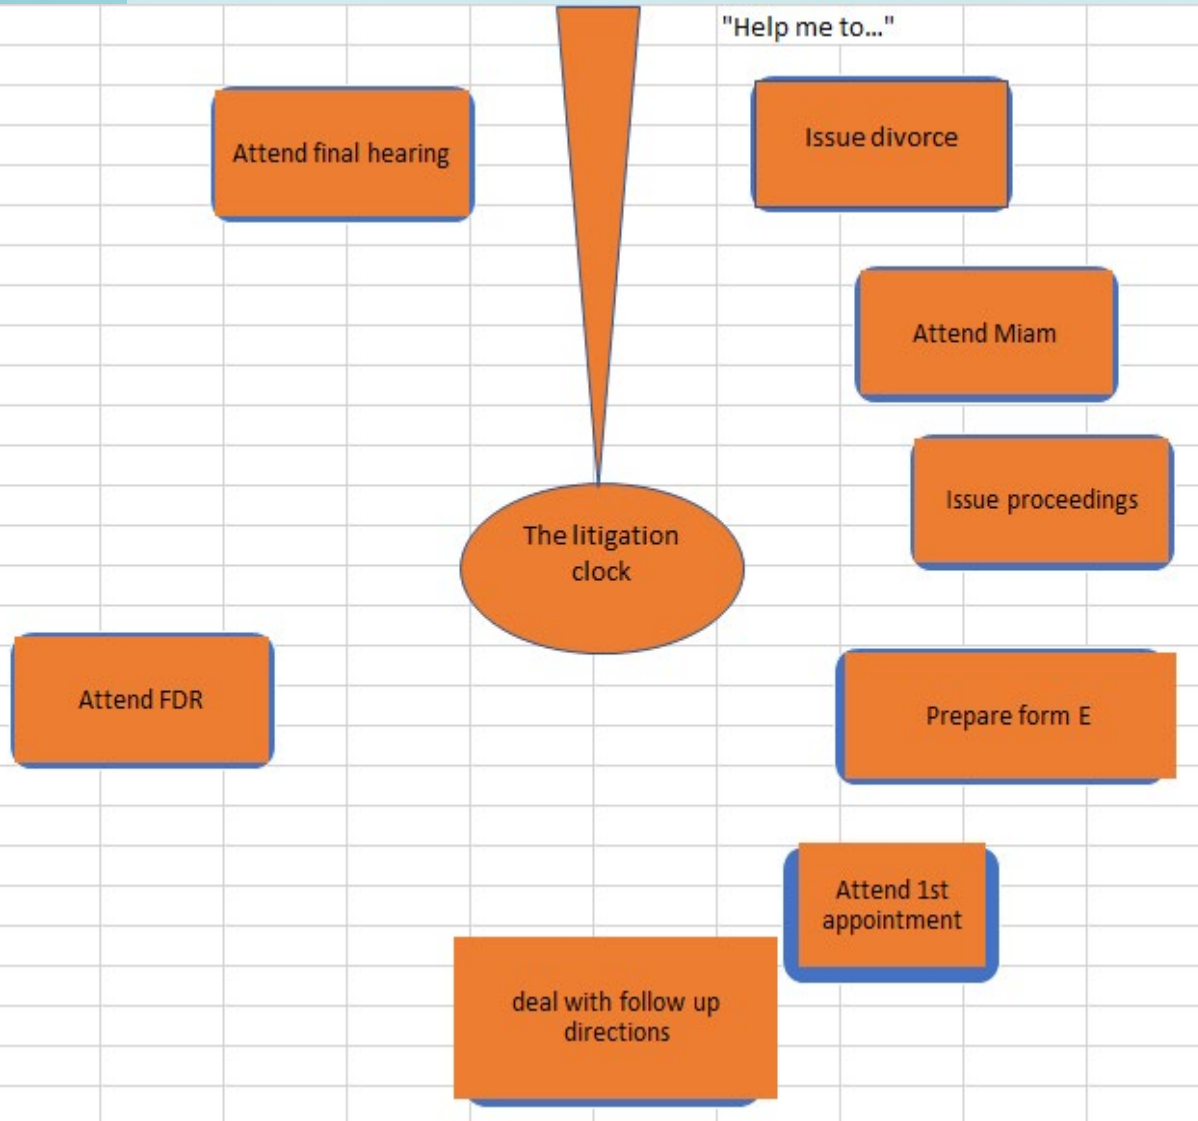 "Help me to..."
Issue divorce
Attend final hearing
Attend Miam
Issue proceedings
The litigation
clock
Attend FDR
Prepare form E
Attend 1st
appointment
deal with follow up
directions